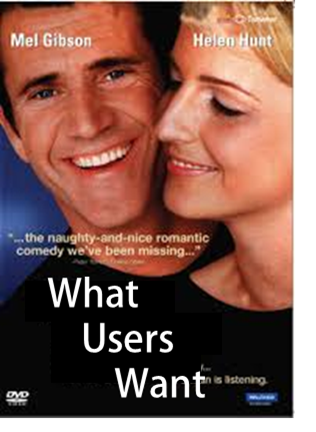 Mel Gibson
Helen Hunt
"...the naughty-and-nice romantic
comedy we've been missing..."
What
Users
Want
is listening.
DVD